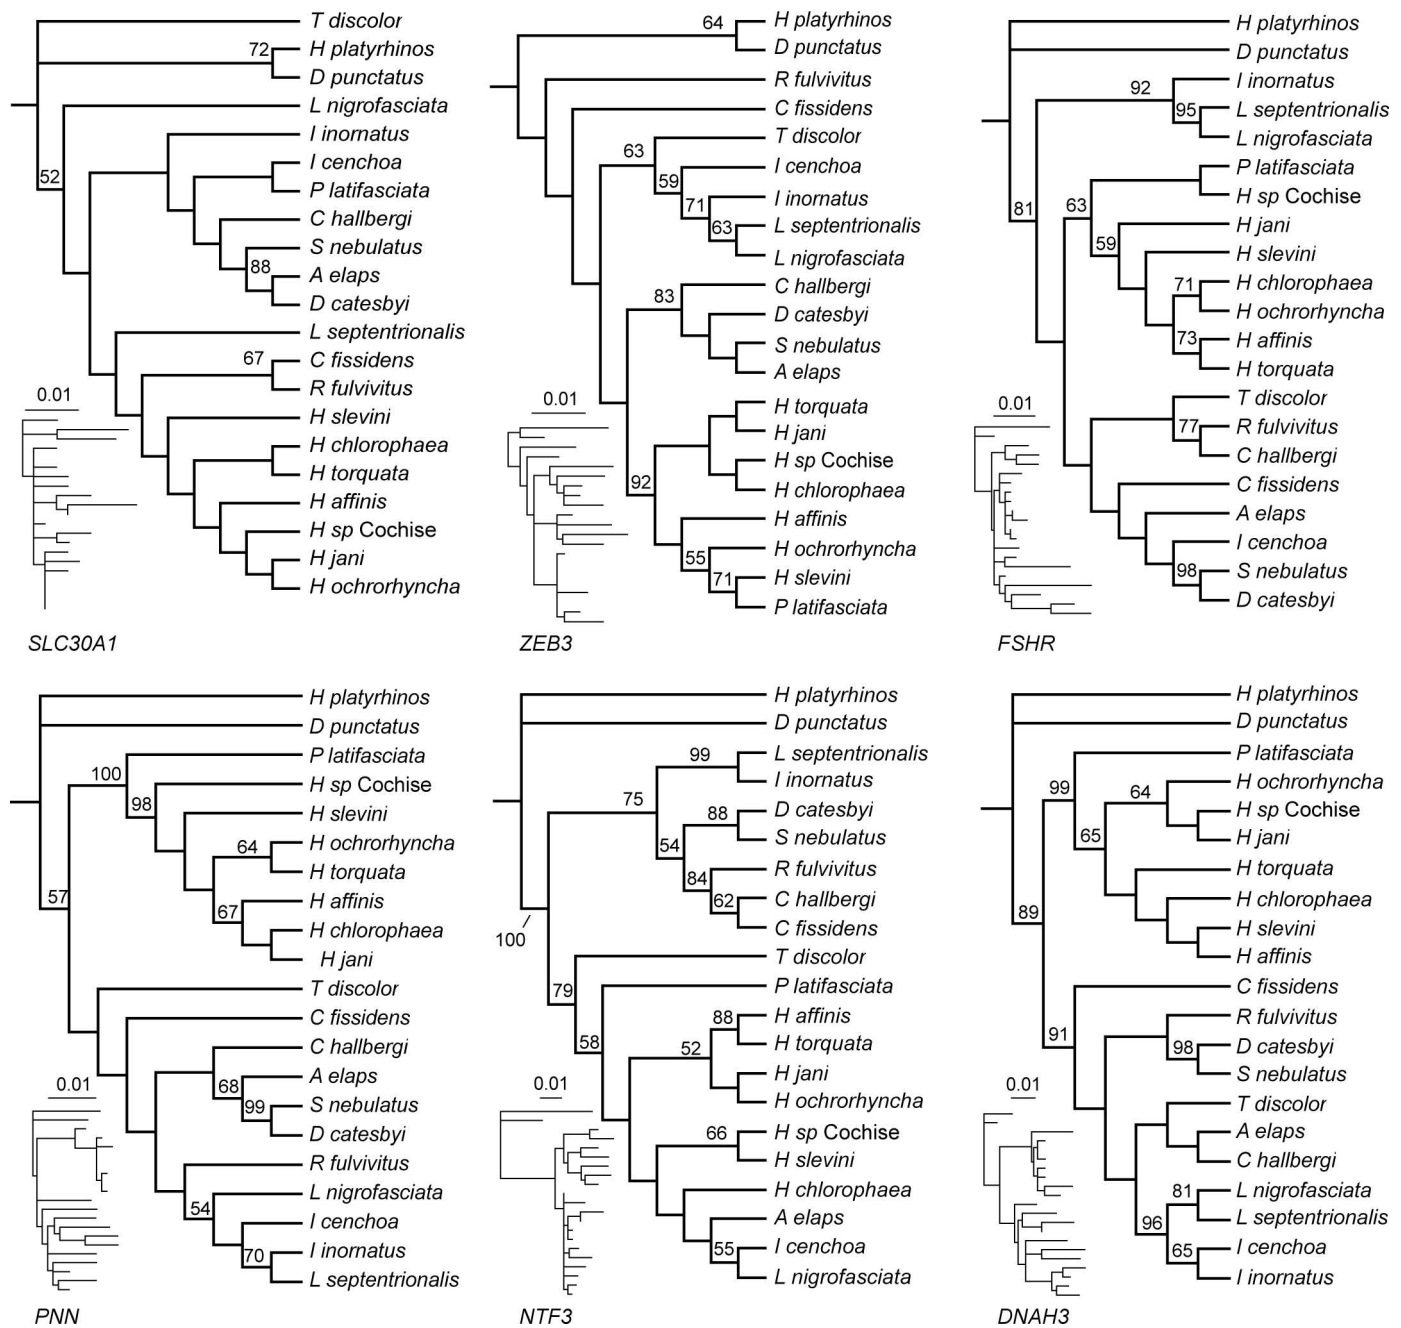 T discolor
72
H platyrhinos
D punctatus
L nigrofasciata
I inornatus
52
I cenchoa
P latifasciata
C hallbergi
S nebulatus
88
A elaps
D catesbyi
L septentrionalis
67
C fissidens
R fulvivitus
0.01
H slevini
H chlorophaea
H torquata
H affinis
H sp Cochise
H jani
H ochrorhyncha
SLC30A1
64
H platyrhinos
D punctatus
R fulvivitus
C fissidens
T discolor
63
I cenchoa
59
I inornatus
71
L septentrionalis
63
L nigrofasciata
C hallbergi
83
D catesbyi
S nebulatus
A elaps
0.01
H torquata
H jani
H sp Cochise
92
H chlorophaea
H affinis
H ochrorhyncha
55
H slevini
71
P latifasciata
ZEB3
H platyrhinos
D punctatus
I inornatus
92
L septentrionalis
95
L nigrofasciata
P latifasciata
H sp Cochise
81
63
H jani
59
H slevini
71
H chlorophaea
H ochrorhyncha
H affinis
73
H torquata
0.01
T discolor
R fulvivitus
77
C hallbergi
C fissidens
A elaps
I cenchoa
98
S nebulatus
D catesbyi
FSHR
H platyrhinos
D punctatus
P latifasciata
100
H sp Cochise
98
H slevini
H ochrorhyncha
64
H torquata
57
H affinis
67
H chlorophaea
H jani
T discolor
C fissidens
C hallbergi
0.01
68
A elaps
99
S nebulatus
D catesbyi
R fulvivitus
54
L nigrofasciata
I cenchoa
70
I inornatus
L septentrionalis
PNN
H platyrhinos
D punctatus
99
L septentrionalis
I inornatus
75
D catesbyi
88
S nebulatus
54
R fulvivitus
84
C hallbergi
62
C fissidens
100
T discolor
79
P latifasciata
88
H affinis
58
H torquata
52
H jani
0.01
H ochrorhyncha
66
H sp Cochise
H slevini
H chlorophaea
A elaps
55
I cenchoa
L nigrofasciata
NTF3
H platyrhinos
D punctatus
P latifasciata
99
H ochrorhyncha
64
H sp Cochise
65
H jani
H torquata
H chlorophaea
89
H slevini
H affinis
C fissidens
R fulvivitus
91
D catesbyi
98
S nebulatus
0.01
T discolor
A elaps
C hallbergi
81
L nigrofasciata
96
L septentrionalis
65
I cenchoa
I inornatus
DNAH3